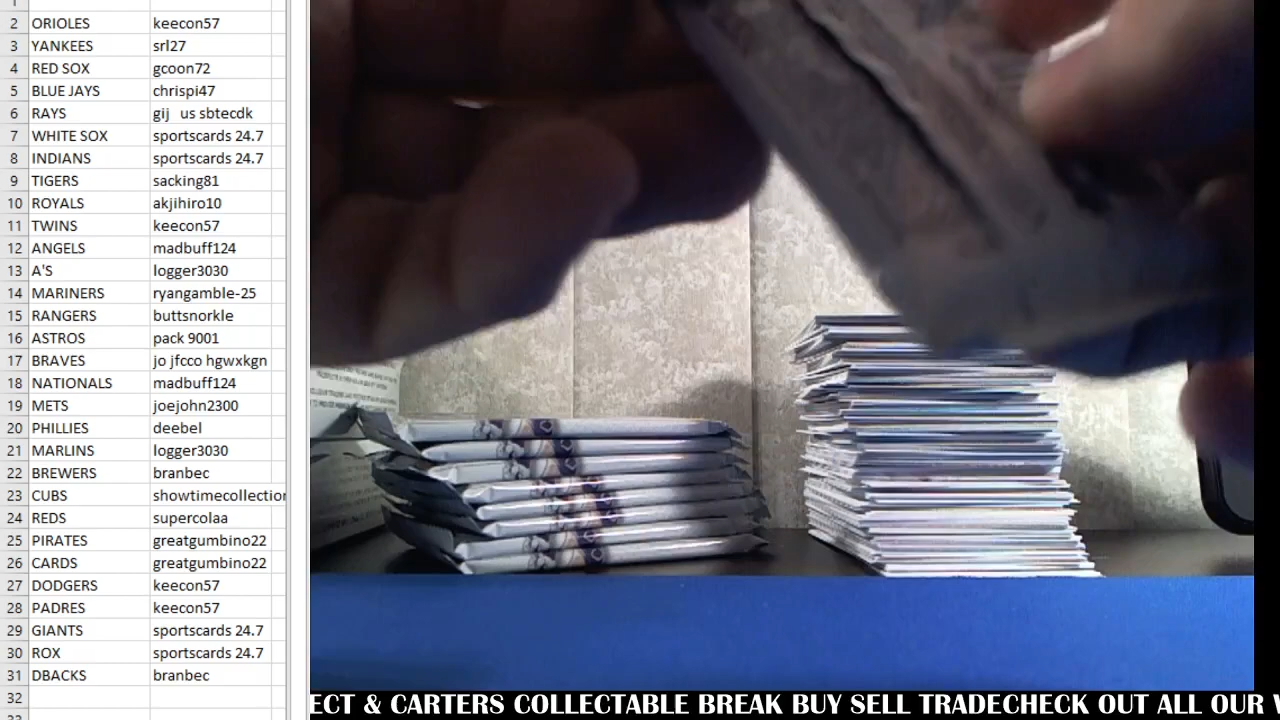 1
2 ORIOLES keecon57
3 YANKEES srl27
4 RED SOX gcoon72
5 BLUE JAYS chrispi47
6 RAYS gij us sbtecdk
7 WHITE SOX sportscards 24.7
8 INDIANS sportscards 24.7
9 TIGERS sacking81
10 ROYALS akjihiro10
11 TWINS keecon57
12 ANGELS madbuff124
13 A'S logger3030
14 MARINERS ryangamble-25
15 RANGERS buttsnorkle
16 ASTROS pack 9001
17 BRAVES jo jfcco hgwxkgn
18 NATIONALS madbuff124
19 METS joejohn2300
20 PHILLIES deebel
21 MARLINS logger3030
22 BREWERS branbec
23 CUBS showtimecollection
24 REDS supercolaa
25 PIRATES greatgumbino22
26 CARDS greatgumbino22
27 DODGERS keecon57
28 PADRES keecon57
29 GIANTS sportscards 24.7
30 ROX sportscards 24.7
31 DBACKS branbec
32
33
ECT & CARTERS COLLECTABLE BREAK BUY SELL TRADECHECK OUT ALL OUR